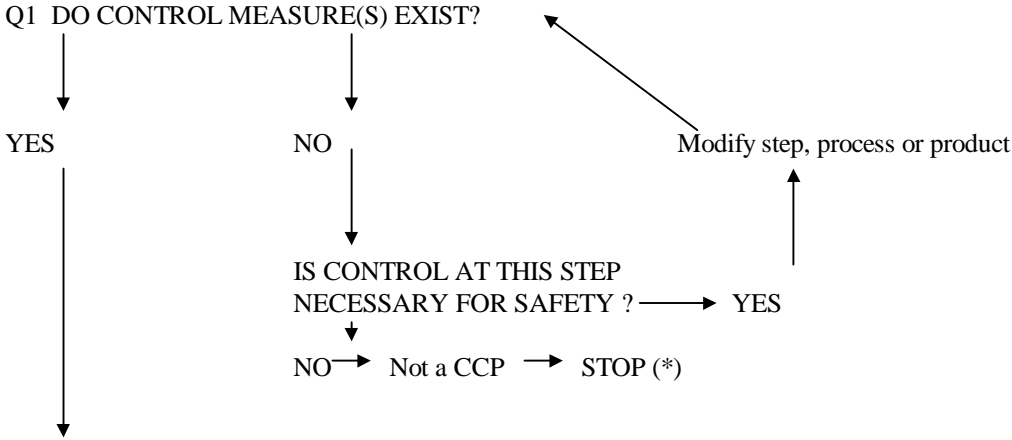 Q1 DO CONTROL MEASURE(S) EXIST?
YES NO Modify step, process or product
IS CONTROL AT THIS STEP
NECESSARY FOR SAFETY ? YES
NO Not a CCP STOP (*)